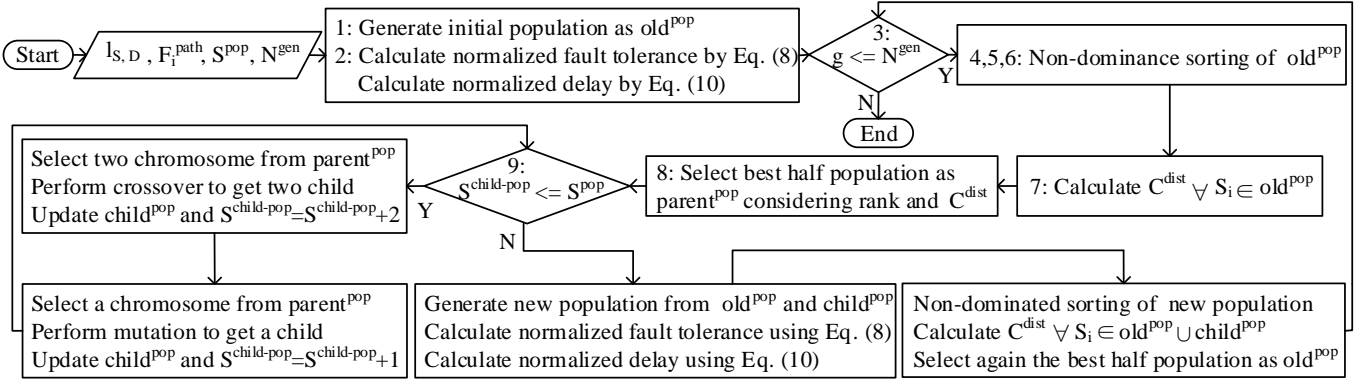 Start
l_{S,D} , F_i^{path}, S^{pop}, N^{gen}
1: Generate initial population as old^{pop}
2: Calculate normalized fault tolerance by Eq. (8)
Calculate normalized delay by Eq. (10)
3:
g <= N^{gen}
Y
N
End
4,5,6: Non-dominance sorting of old^{pop}
7: Calculate C^{dist} ∀ S_i ∈ old^{pop}
8: Select best half population as
parent^{pop} considering rank and C^{dist}
9:
S^{child-pop} <= S^{pop}
Y
N
Select two chromosome from parent^{pop}
Perform crossover to get two child
Update child^{pop} and S^{child-pop}=S^{child-pop}+2
Select a chromosome from parent^{pop}
Perform mutation to get a child
Update child^{pop} and S^{child-pop}=S^{child-pop}+1
Generate new population from old^{pop} and child^{pop}
Calculate normalized fault tolerance using Eq. (8)
Calculate normalized delay using Eq. (10)
Non-dominated sorting of new population
Calculate C^{dist} ∀ S_i ∈ old^{pop} ∪ child^{pop}
Select again the best half population as old^{pop}